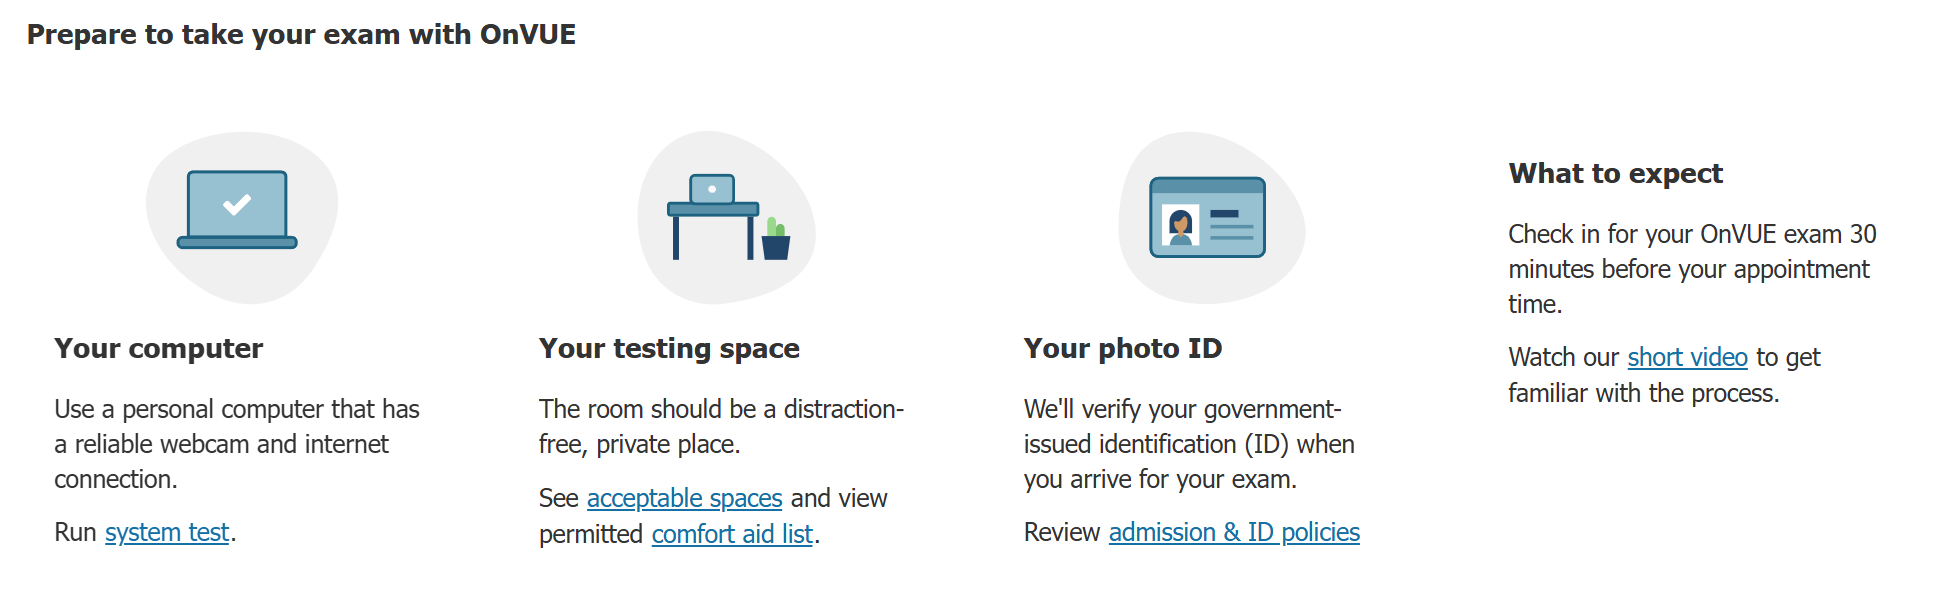 Prepare to take your exam with OnVUE
Your computer
Use a personal computer that has
a reliable webcam and internet
connection.
Run system test.
Your testing space
The room should be a distraction-
free, private place.
See acceptable spaces and view
permitted comfort aid list.
Your photo ID
We'll verify your government-
issued identification (ID) when
you arrive for your exam.
Review admission & ID policies
What to expect
Check in for your OnVUE exam 30
minutes before your appointment
time.
Watch our short video to get
familiar with the process.